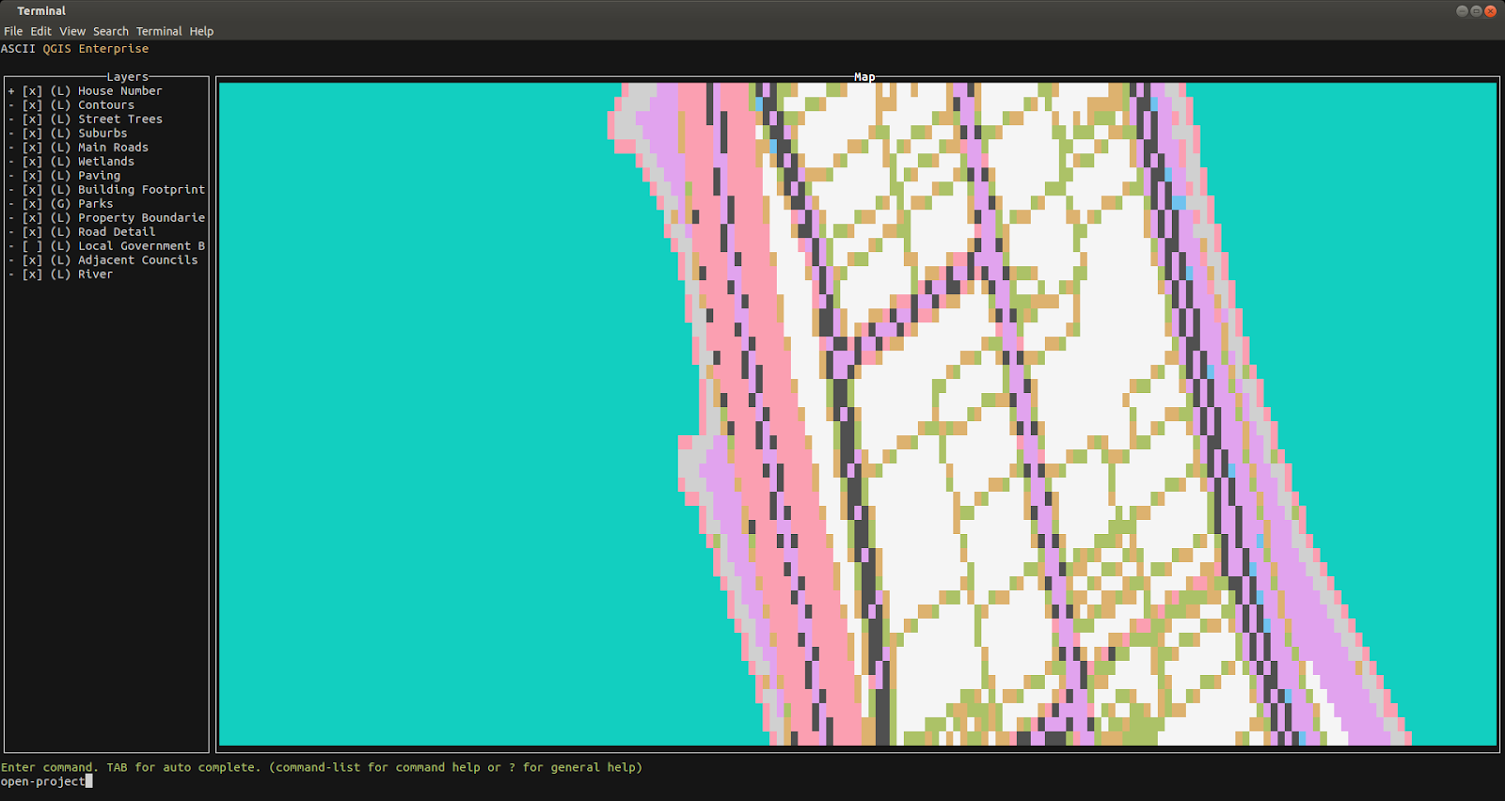 Terminal
File Edit View Search Terminal Help
ASCII QGIS Enterprise
Layers
+ [x] (L) House Number
- [x] (L) Contours
- [x] (L) Street Trees
- [x] (L) Suburbs
- [x] (L) Main Roads
- [x] (L) Wetlands
- [x] (L) Paving
- [x] (L) Building Footprint
- [x] (G) Parks
- [x] (L) Property Boundarie
- [x] (L) Road Detail
- [ ] (L) Local Government B
- [x] (L) Adjacent Councils
- [x] (L) River
Map
Enter command. TAB for auto complete. (command-list for command help or ? for general help)
open-project